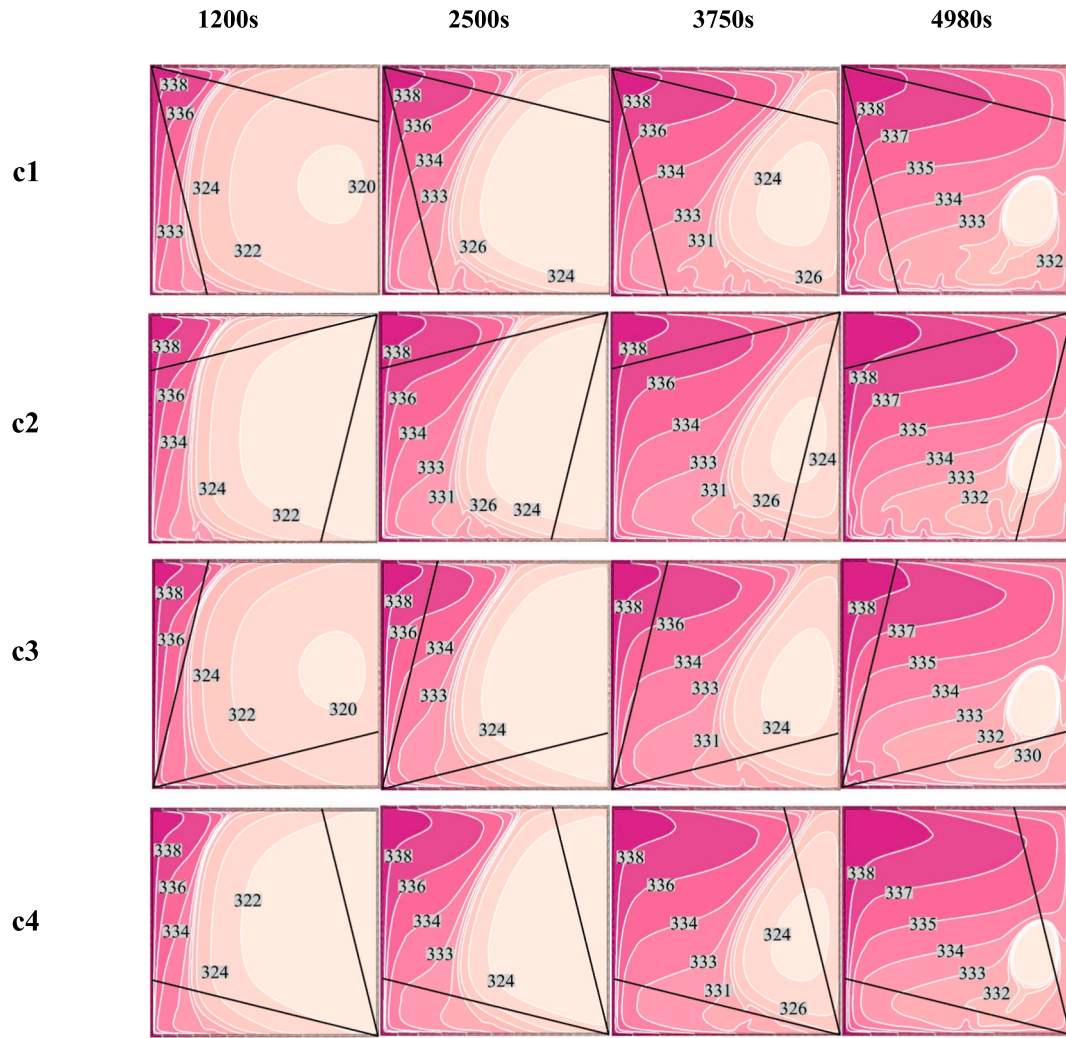 1200s 2500s 3750s 4980s
c1
338 336 324 320 333 322
338 336 334 333 326 324
338 336 334 324 333 331 326
338 337 335 334 333 332
c2
338 336 334 324 322
338 336 334 333 331 326 324
338 336 334 333 324 331 326
338 337 335 334 333 332
c3
338 336 324 322 320
338 336 334 333 324
338 336 334 333 324 331
338 337 335 334 333 332 330
c4
338 336 322 334 324
338 336 334 333 324
338 336 334 324 333 331 326
338 337 335 334 333 332